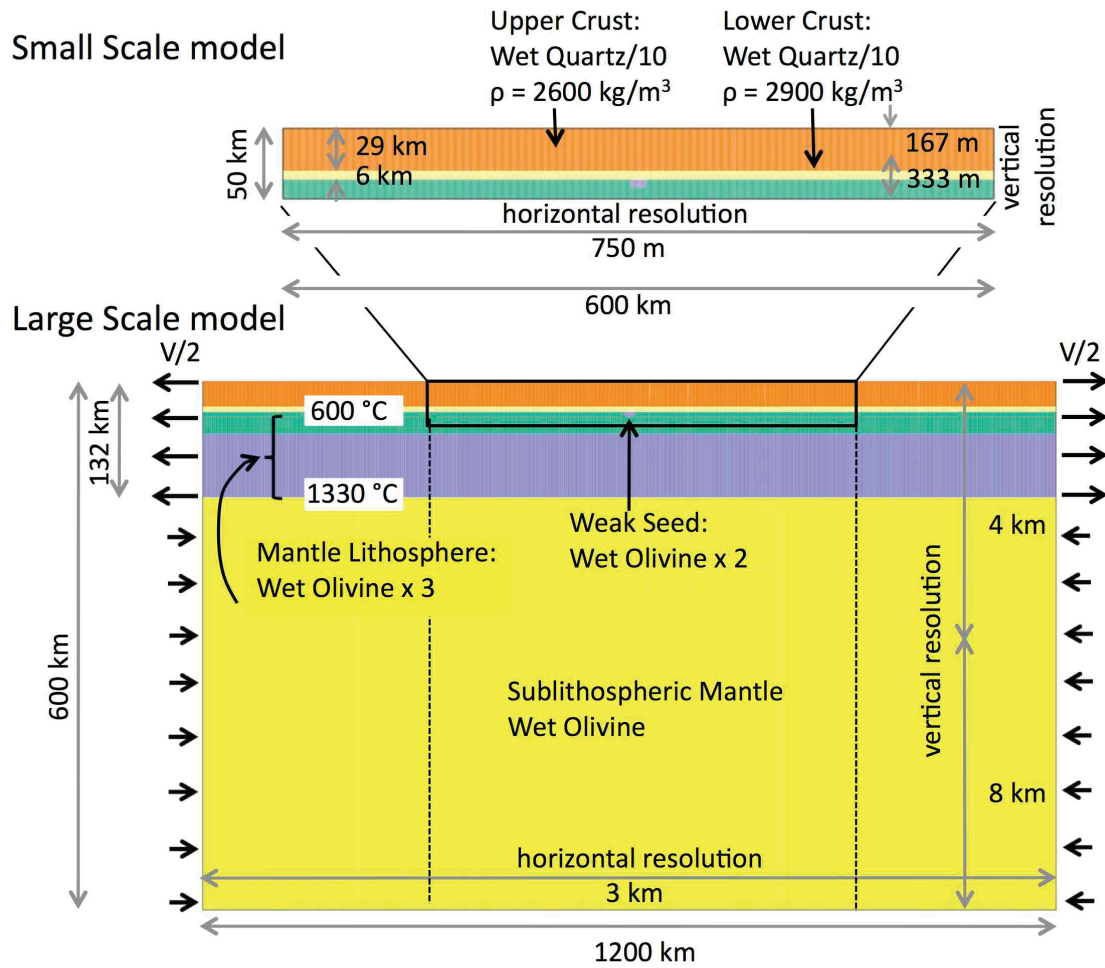 Small Scale model
Upper Crust:
Wet Quartz/10
ρ = 2600 kg/m³
Lower Crust:
Wet Quartz/10
ρ = 2900 kg/m³
50 km
29 km
6 km
167 m
333 m
vertical
resolution
horizontal resolution
750 m
600 km
Large Scale model
V/2
V/2
132 km
600 °C
1330 °C
Mantle Lithosphere:
Wet Olivine x 3
Weak Seed:
Wet Olivine x 2
4 km
600 km
Sublithospheric Mantle
Wet Olivine
vertical resolution
8 km
horizontal resolution
3 km
1200 km